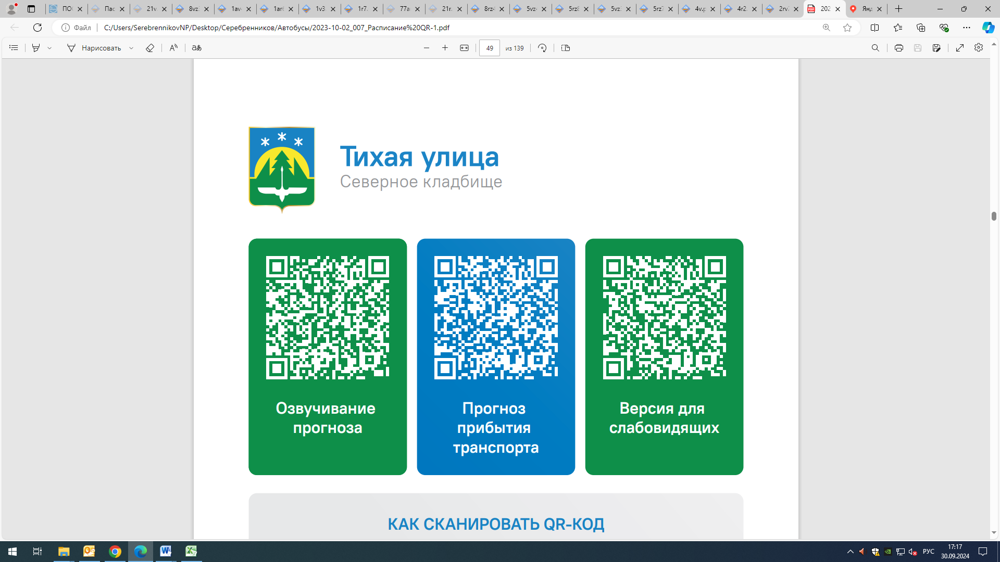 ПО
Пас
21v.
8vz
1av
1ar
1v3.
1r7.
77a
21r.
8rz
5vz
5rz
5vz
5rz
4v.p
4r2.
2rv
202
Янд
Файл
C:/Users/SerebrennikovNP/Desktop/Серебренников/Автобусы/2023-10-02_007_Расписание%20QR-1.pdf
Нарисовать
49
из 139
Тихая улица
Северное кладбище
Озвучивание
прогноза
Прогноз
прибытия
транспорта
Версия для
слабовидящих
КАК СКАНИРОВАТЬ QR-КОД
РУС
17:17
30.09.2024